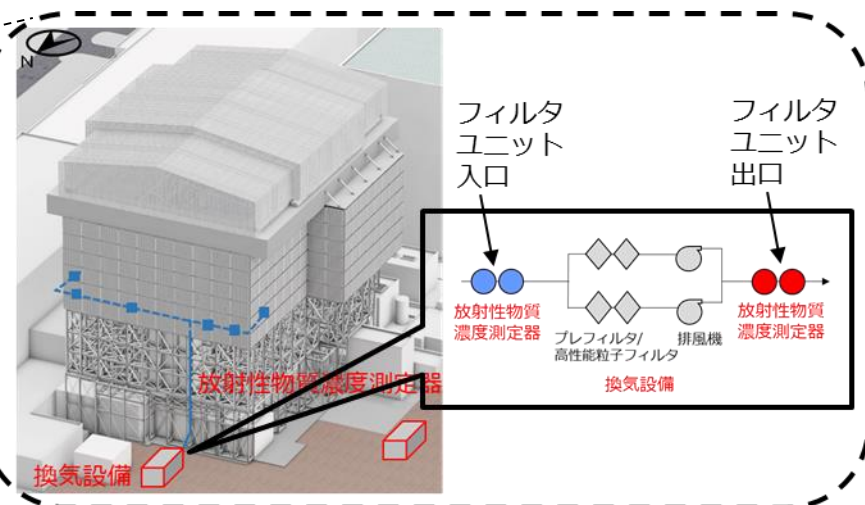 N
フィルタ
ユニット
入口
フィルタ
ユニット
出口
放射性物質
濃度測定器
プレフィルタ/
高性能粒子フィルタ
排風機
放射性物質
濃度測定器
換気設備
放射性物質濃度測定器
換気設備